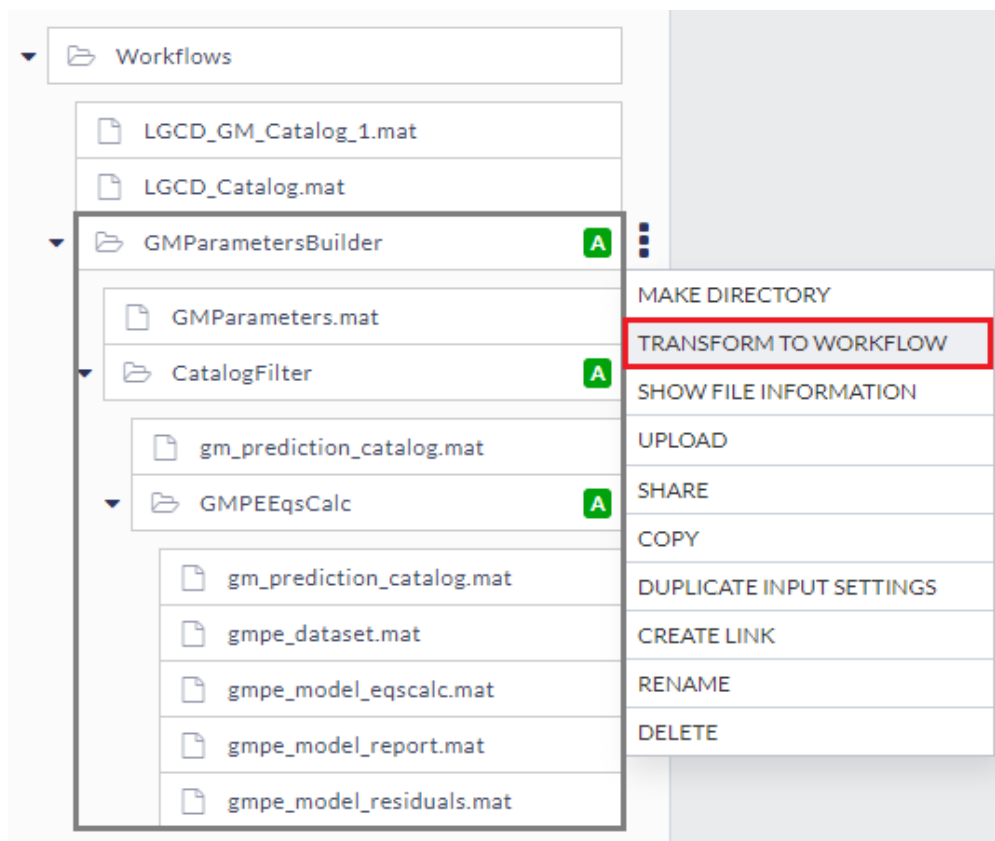 Workflows
LGCD_GM_Catalog_1.mat
LGCD_Catalog.mat
GMParametersBuilder A
GMParameters.mat
CatalogFilter A
gm_prediction_catalog.mat
GMPEEqsCalc A
gm_prediction_catalog.mat
gmpe_dataset.mat
gmpe_model_eqscalc.mat
gmpe_model_report.mat
gmpe_model_residuals.mat
MAKE DIRECTORY
TRANSFORM TO WORKFLOW
SHOW FILE INFORMATION
UPLOAD
SHARE
COPY
DUPLICATE INPUT SETTINGS
CREATE LINK
RENAME
DELETE